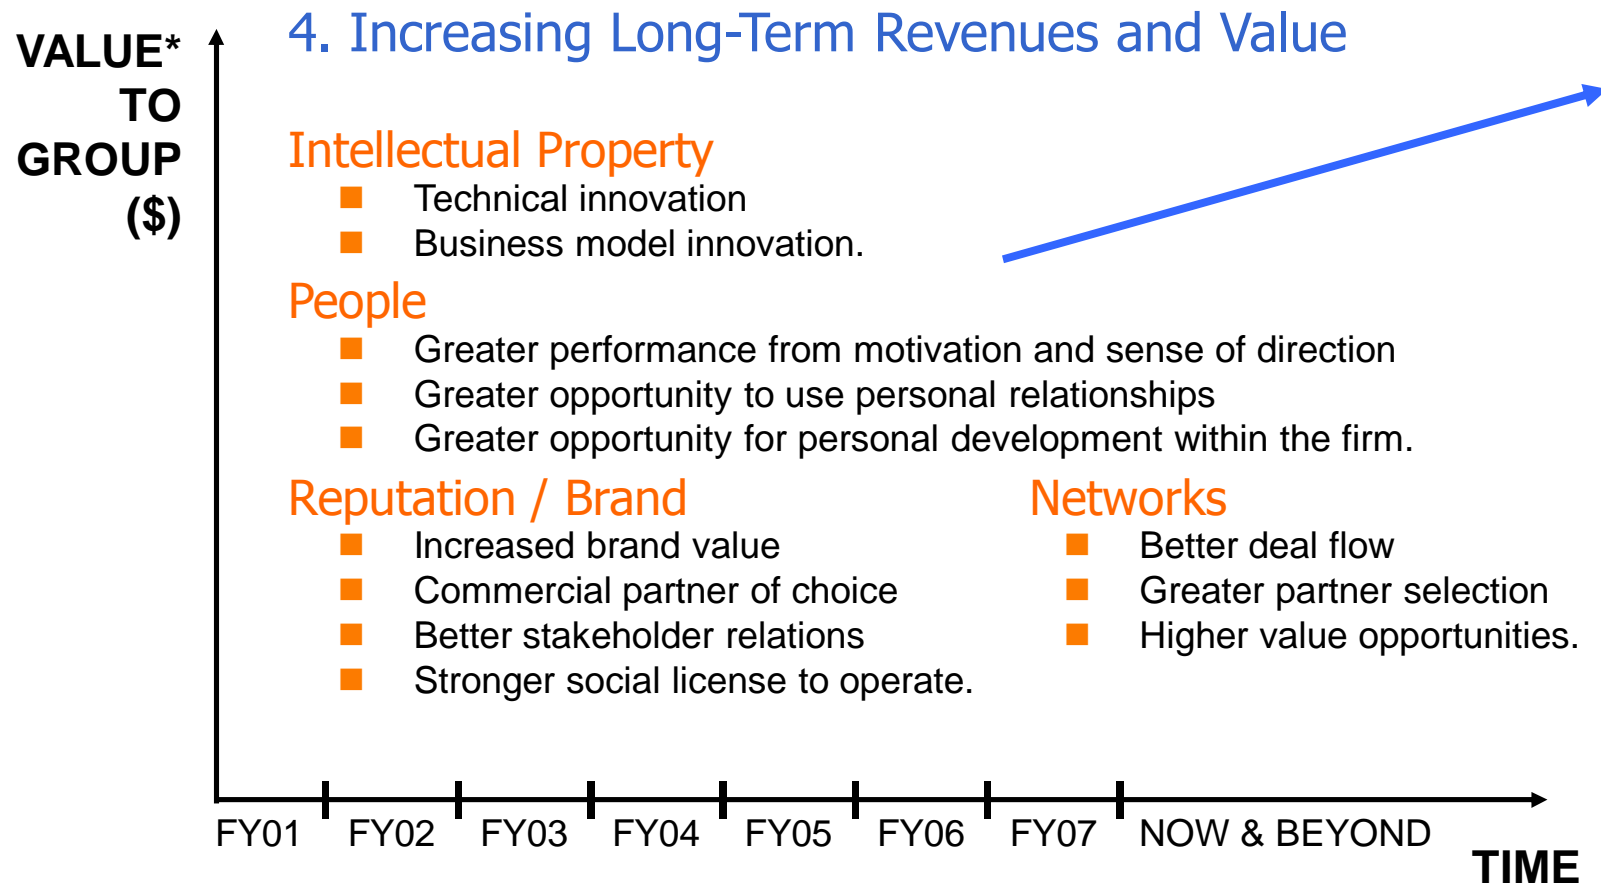 4. Increasing Long-Term Revenues and Value
VALUE*
TO
GROUP
($)
Intellectual Property
Technical innovation
Business model innovation.
People
Greater performance from motivation and sense of direction
Greater opportunity to use personal relationships
Greater opportunity for personal development within the firm.
Reputation / Brand
Increased brand value
Commercial partner of choice
Better stakeholder relations
Stronger social license to operate.
Networks
Better deal flow
Greater partner selection
Higher value opportunities.
FY01 FY02 FY03 FY04 FY05 FY06 FY07 NOW & BEYOND
TIME